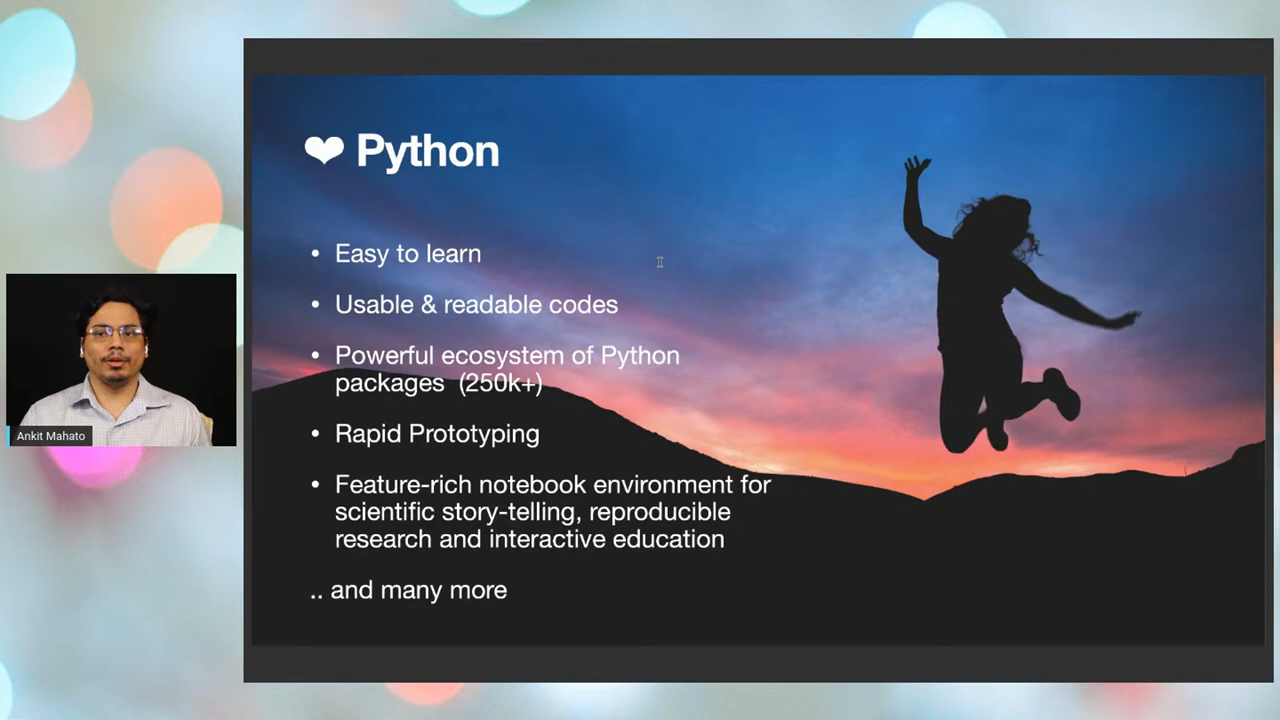 ❤ Python
• Easy to learn
• Usable & readable codes
• Powerful ecosystem of Python
packages (250k+)
• Rapid Prototyping
• Feature-rich notebook environment for
scientific story-telling, reproducible
research and interactive education
.. and many more
Ankit Mahato